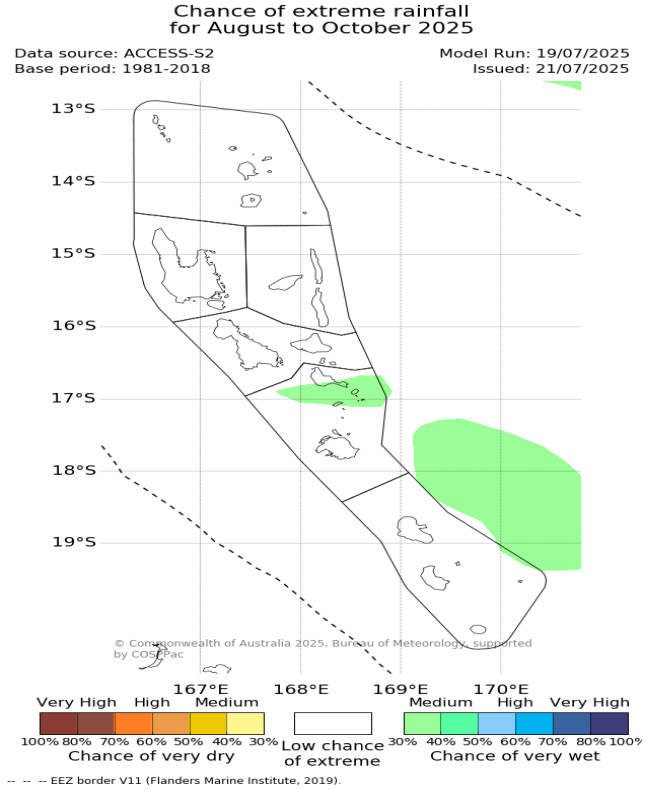 Chance of extreme rainfall
for August to October 2025
Data source: ACCESS-S2
Model Run: 19/07/2025
Base period: 1981-2018
Issued: 21/07/2025
13°S
14°S
15°S
16°S
17°S
18°S
19°S
© Commonwealth of Australia 2025, Bureau of Meteorology, supported
by COSPPac
167°E 168°E 169°E 170°E
Very High High Medium
100% 80% 70% 60% 50% 40% 30%
Chance of very dry
Low chance
of extreme
Medium High Very High
30% 40% 50% 60% 70% 80% 100%
Chance of very wet
-- -- -- EEZ border V11 (Flanders Marine Institute, 2019).